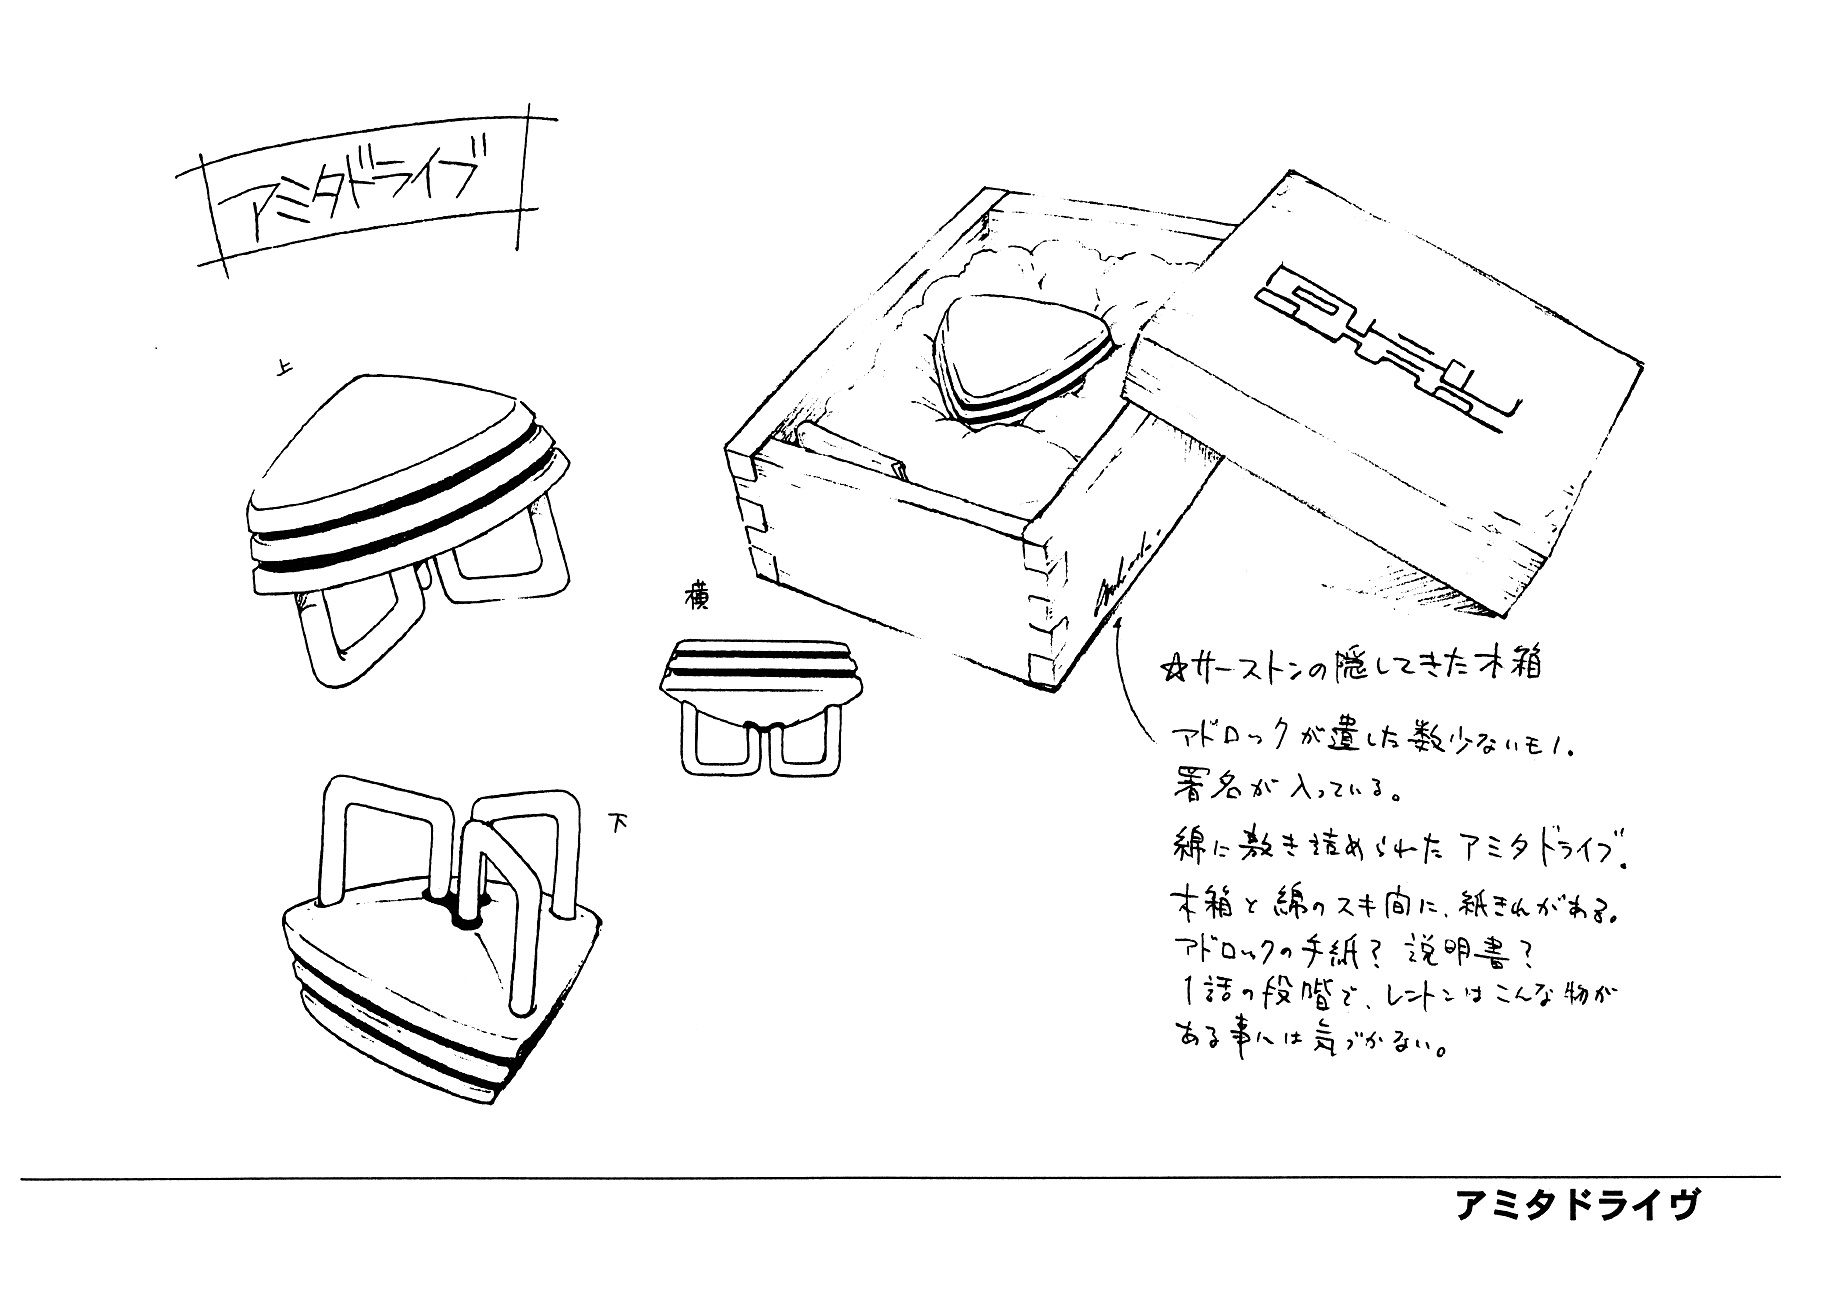 アミタドライブ
上
横
下
☆サーストンの隠してきた木箱
アドロックが遺した数少ないモノ。
署名が入っている。
綿に敷き詰められたアミタドライブ。
木箱と綿のスキ間に、紙きれがある。
アドロックの手紙？ 説明書？
1話の段階で、レントンはこんな物が
ある事には気づかない。
アミタドライヴ